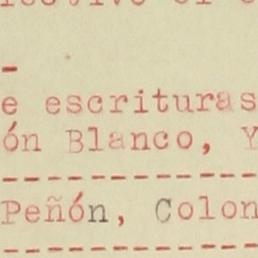 e escrituras
ón Blanco, Y
Peñón, Colon